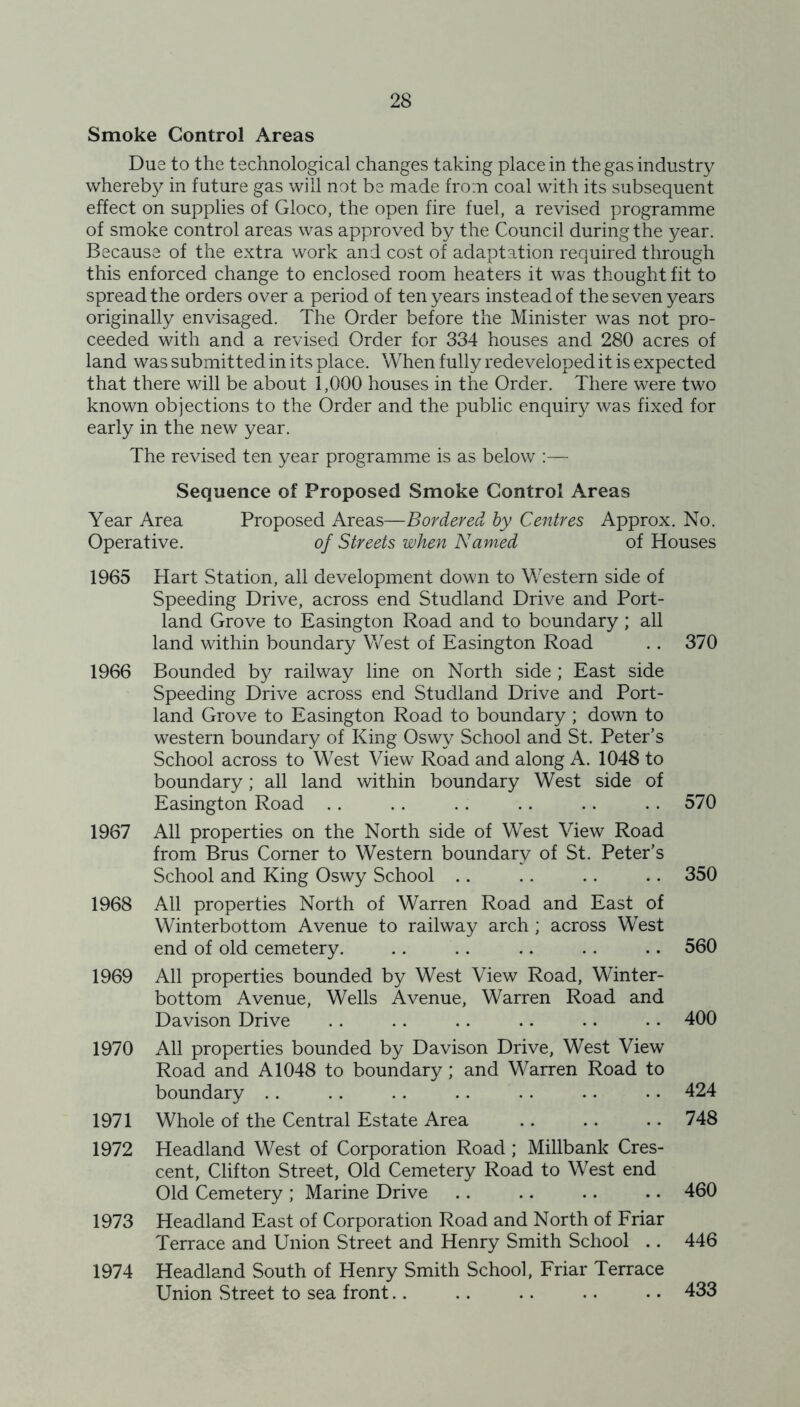 28
Smoke Control Areas
Due to the technological changes taking place in the gas industry
whereby in future gas will not be made from coal with its subsequent
effect on supplies of Gloco, the open fire fuel, a revised programme
of smoke control areas was approved by the Council during the year.
Because of the extra work and cost of adaptation required through
this enforced change to enclosed room heaters it was thought fit to
spread the orders over a period of ten years instead of the seven years
originally envisaged. The Order before the Minister was not pro-
ceeded with and a revised Order for 334 houses and 280 acres of
land was submitted in its place. When fully redeveloped it is expected
that there will be about 1,000 houses in the Order. There were two
known objections to the Order and the public enquiry was fixed for
early in the new year.
The revised ten year programme is as below :—
Sequence of Proposed Smoke Control Areas
Year Area Proposed Areas—Bordered by Centres Approx. No.
Operative. of Streets when Named of Houses
1965 Hart Station, all development down to Western side of
Speeding Drive, across end Studland Drive and Port-
land Grove to Easington Road and to boundary ; all
land within boundary West of Easington Road .. 370
1966 Bounded by railway line on North side ; East side
Speeding Drive across end Studland Drive and Port-
land Grove to Easington Road to boundary ; down to
western boundary of King Oswy School and St. Peter's
School across to West View Road and along A. 1048 to
boundary ; all land within boundary West side of
Easington Road .. .. .. .. .. .. 570
1967 All properties on the North side of West View Road
from Brus Corner to Western boundary of St. Peter's
School and King Oswy School .. .. .. .. 350
1968 All properties North of Warren Road and East of
Winterbottom Avenue to railway arch ; across West
end of old cemetery. .. .. .. .. .. 560
1969 All properties bounded by West View Road, Winter-
bottom Avenue, Wells Avenue, Warren Road and
Davison Drive .. .. .. .. .. .. 400
1970 All properties bounded by Davison Drive, West View
Road and A1048 to boundary ; and Warren Road to
boundary .. .. .. .. .. .. .. 424
1971 Whole of the Central Estate Area .. .. .. 748
1972 Headland West of Corporation Road ; Millbank Cres-
cent, Clifton Street, Old Cemetery Road to West end
Old Cemetery ; Marine Drive .. .. .. .. 460
1973 Headland East of Corporation Road and North of Friar
Terrace and Union Street and Henry Smith School .. 446
1974 Headland South of Henry Smith School, Friar Terrace
Union Street to sea front.. .. .. .. .. 433